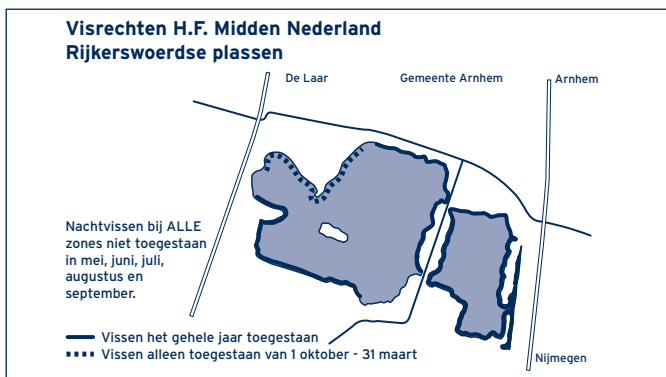 Visrechten H.F. Midden Nederland
Rijkerswoerdse plassen
De Laar
Gemeente Arnhem
Arnhem
Nachtvissen bij ALLE
zones niet toegestaan
in mei, juni, juli,
augustus en
september.
Vissen het gehele jaar toegestaan
Vissen alleen toegestaan van 1 oktober - 31 maart
Nijmegen